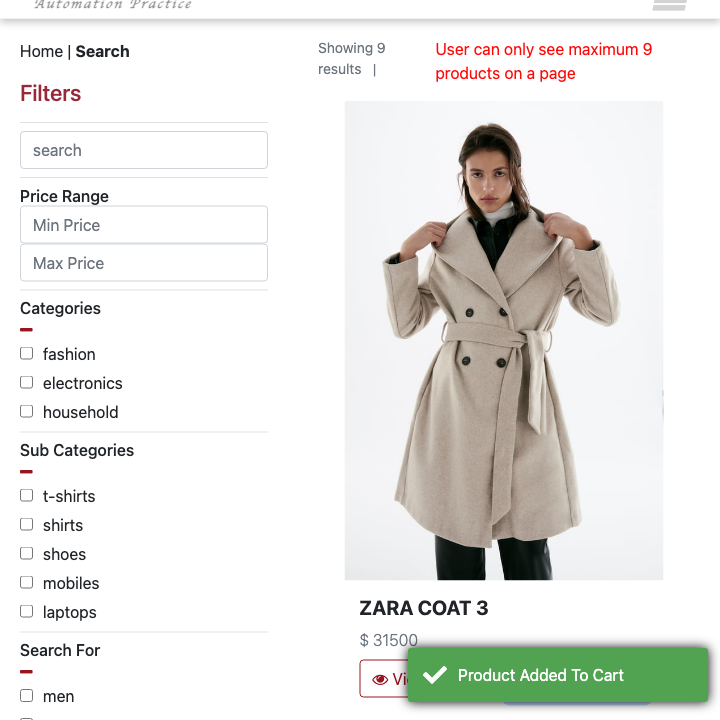 Automation Practice
Home | Search
Filters
search
Price Range
Min Price
Max Price
Categories
fashion
electronics
household
Sub Categories
t-shirts
shirts
shoes
mobiles
laptops
Search For
men
Showing 9
results |
User can only see maximum 9
products on a page
ZARA COAT 3
$ 31500
Product Added To Cart